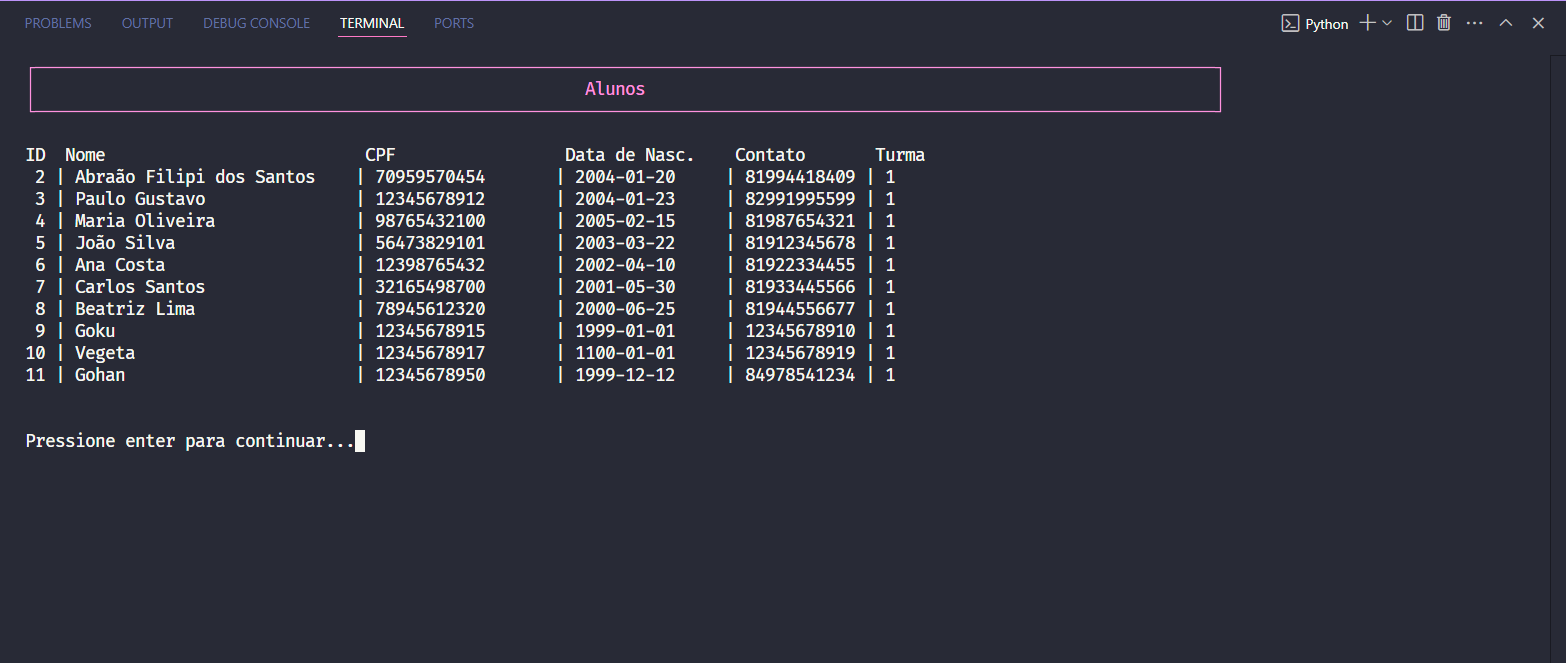 PROBLEMS OUTPUT DEBUG CONSOLE TERMINAL PORTS Python
Alunos
ID Nome CPF Data de Nasc. Contato Turma
2 | Abraão Filipi dos Santos | 70959570454 | 2004-01-20 | 81994418409 | 1
3 | Paulo Gustavo | 12345678912 | 2004-01-23 | 82991995599 | 1
4 | Maria Oliveira | 98765432100 | 2005-02-15 | 81987654321 | 1
5 | João Silva | 56473829101 | 2003-03-22 | 81912345678 | 1
6 | Ana Costa | 12398765432 | 2002-04-10 | 81922334455 | 1
7 | Carlos Santos | 32165498700 | 2001-05-30 | 81933445566 | 1
8 | Beatriz Lima | 78945612320 | 2000-06-25 | 81944556677 | 1
9 | Goku | 12345678915 | 1999-01-01 | 12345678910 | 1
10 | Vegeta | 12345678917 | 1100-01-01 | 12345678919 | 1
11 | Gohan | 12345678950 | 1999-12-12 | 84978541234 | 1
Pressione enter para continuar...